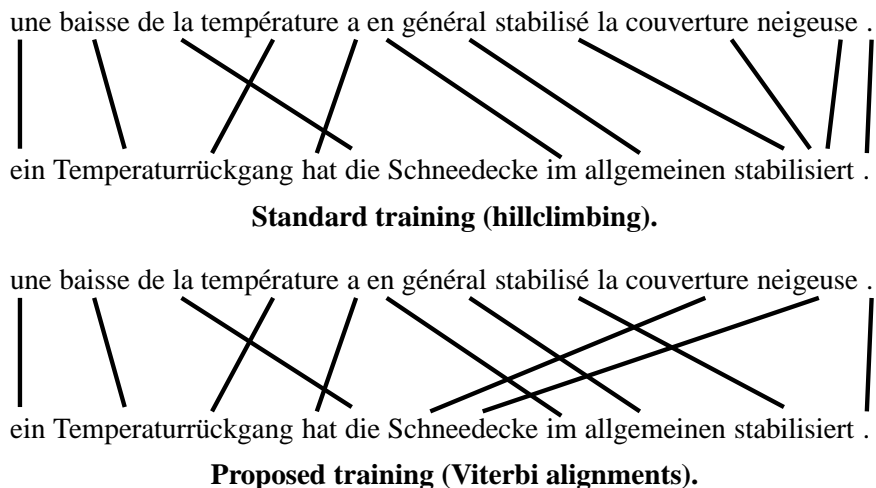 une baisse de la température a en général stabilisé la couverture neigeuse .
ein Temperaturrückgang hat die Schneedecke im allgemeinen stabilisiert .
Standard training (hillclimbing).
une baisse de la température a en général stabilisé la couverture neigeuse .
ein Temperaturrückgang hat die Schneedecke im allgemeinen stabilisiert .
Proposed training (Viterbi alignments).